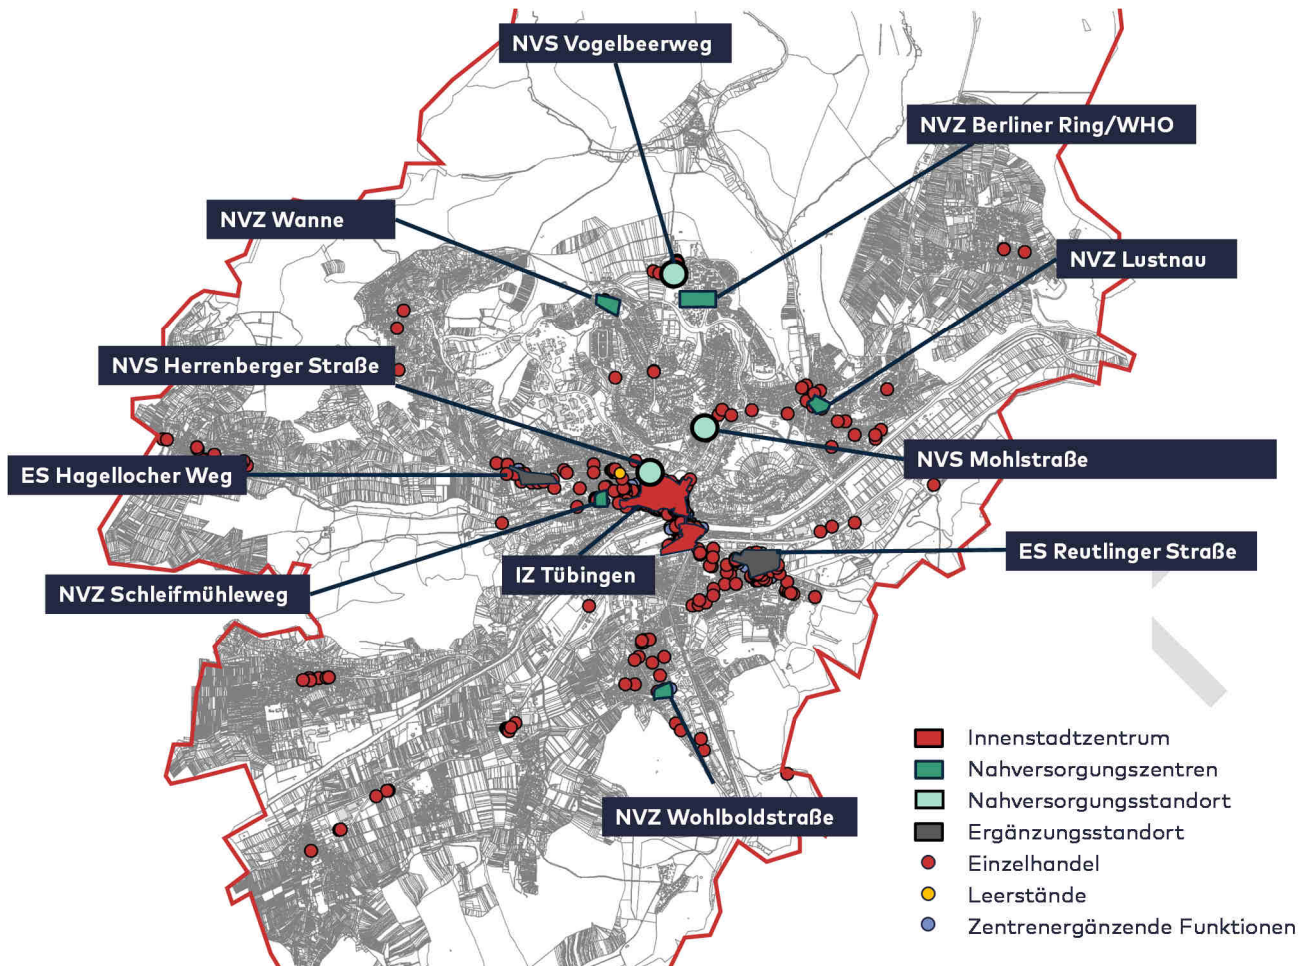 NVS Vogelbeerweg
NVZ Berliner Ring/WHO
NVZ Wanne
NVZ Lustnau
NVS Herrenberger Straße
NVS Mohlstraße
ES Hagellocher Weg
ES Reutlinger Straße
IZ Tübingen
NVZ Schleifmühleweg
NVZ Wohlboldstraße
Innenstadtzentrum
Nahversorgungszentren
Nahversorgungsstandort
Ergänzungsstandort
Einzelhandel
Leerstände
Zentrenergänzende Funktionen